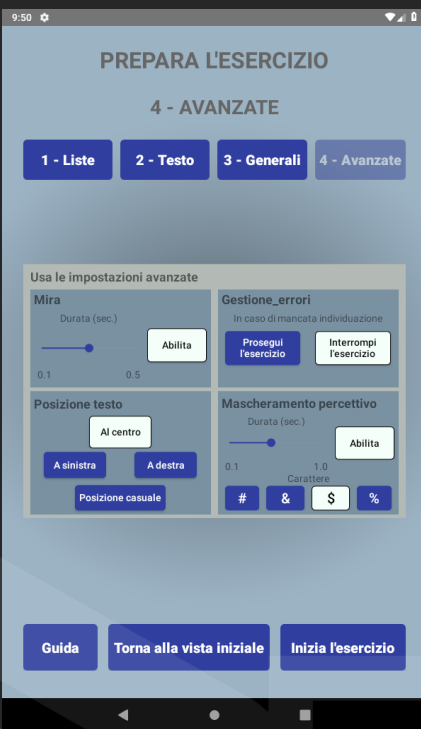 9:50
PREPARA L'ESERCIZIO
4 - AVANZATE
1 - Liste
2 - Testo
3 - Generali
4 - Avanzate
Usa le impostazioni avanzate
Mira
Durata (sec.)
Abilita
0.1
0.5
Gestione_errori
In caso di mancata individuazione
Prosegui
l'esercizio
Interrompi
l'esercizio
Posizione testo
Al centro
A sinistra
A destra
Posizione casuale
Mascheramento percettivo
Durata (sec.)
Abilita
0.1
1.0
Carattere
#
&
$
%
Guida
Torna alla vista iniziale
Inizia l'esercizio